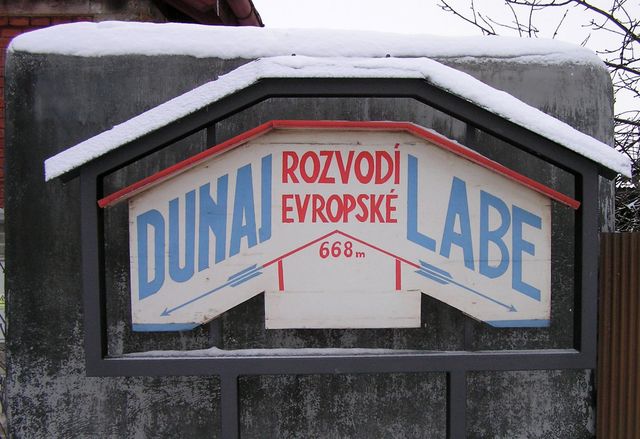 ROZVODÍ
EVROPSKÉ
DUNAJ
LABE
668 m